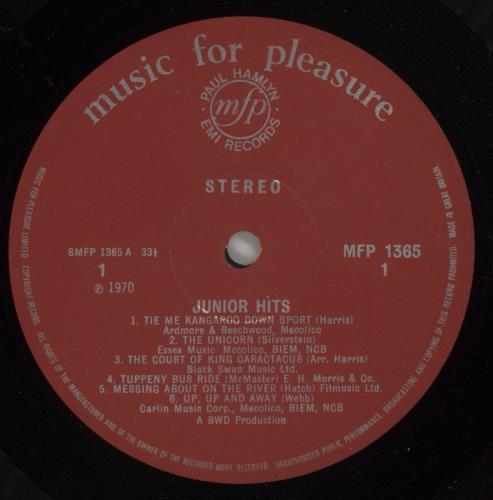 music for pleasure
PAUL HAMLYN
mfp
EMI RECORDS
STEREO
SMFP 1365 A 33⅓
MFP 1365
1
1
℗ 1970
JUNIOR HITS
1. TIE ME KANGAROO DOWN SPORT (Harris)
Ardmore & Beechwood, Mecolico
2. THE UNICORN (Silverstein)
Essex Music Mecolico, BIEM, NCB
3. THE COURT OF KING CARACTACUS (Arr. Harris)
Black Swan Music Ltd.
4. TUPPENY BUS RIDE (McMaster) E. H. Morris & Co.
5. MESSING ABOUT ON THE RIVER (Hatch) Filmusic Ltd.
6. UP, UP AND AWAY (Webb)
Carlin Music Corp., Mecolico, BIEM, NCB
A BWD Production
MUSIC FOR PLEASURE LIMITED. COPYRIGHT RECORD. ALL RIGHTS OF THE MANUFACTURER AND OF THE OWNER OF THE RECORDED WORK RESERVED. UNAUTHORISED PUBLIC PERFORMANCE, BROADCASTING AND COPYING OF THIS RECORD PROHIBITED. MADE IN GREAT BRITAIN.